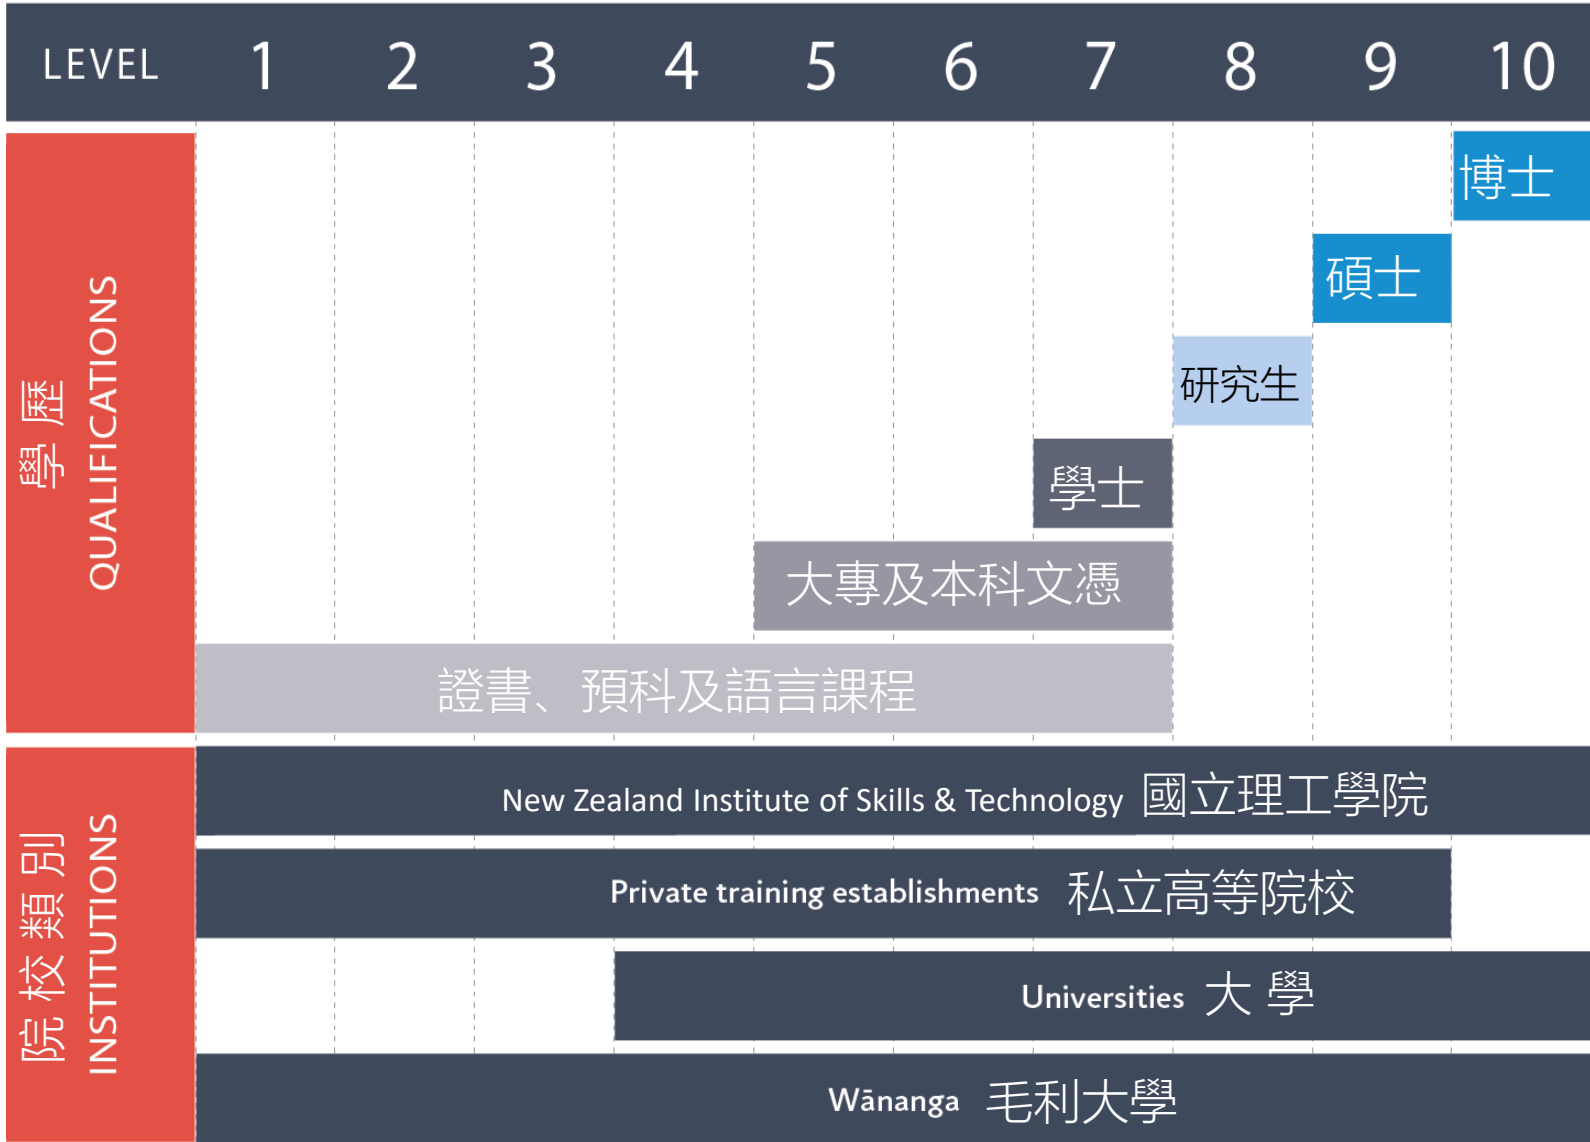 LEVEL 1 2 3 4 5 6 7 8 9 10
學歷
QUALIFICATIONS
博士
碩士
研究生
學士
大專及本科文憑
證書、預科及語言課程
院校類別
INSTITUTIONS
New Zealand Institute of Skills & Technology 國立理工學院
Private training establishments 私立高等院校
Universities 大學
Wānanga 毛利大學